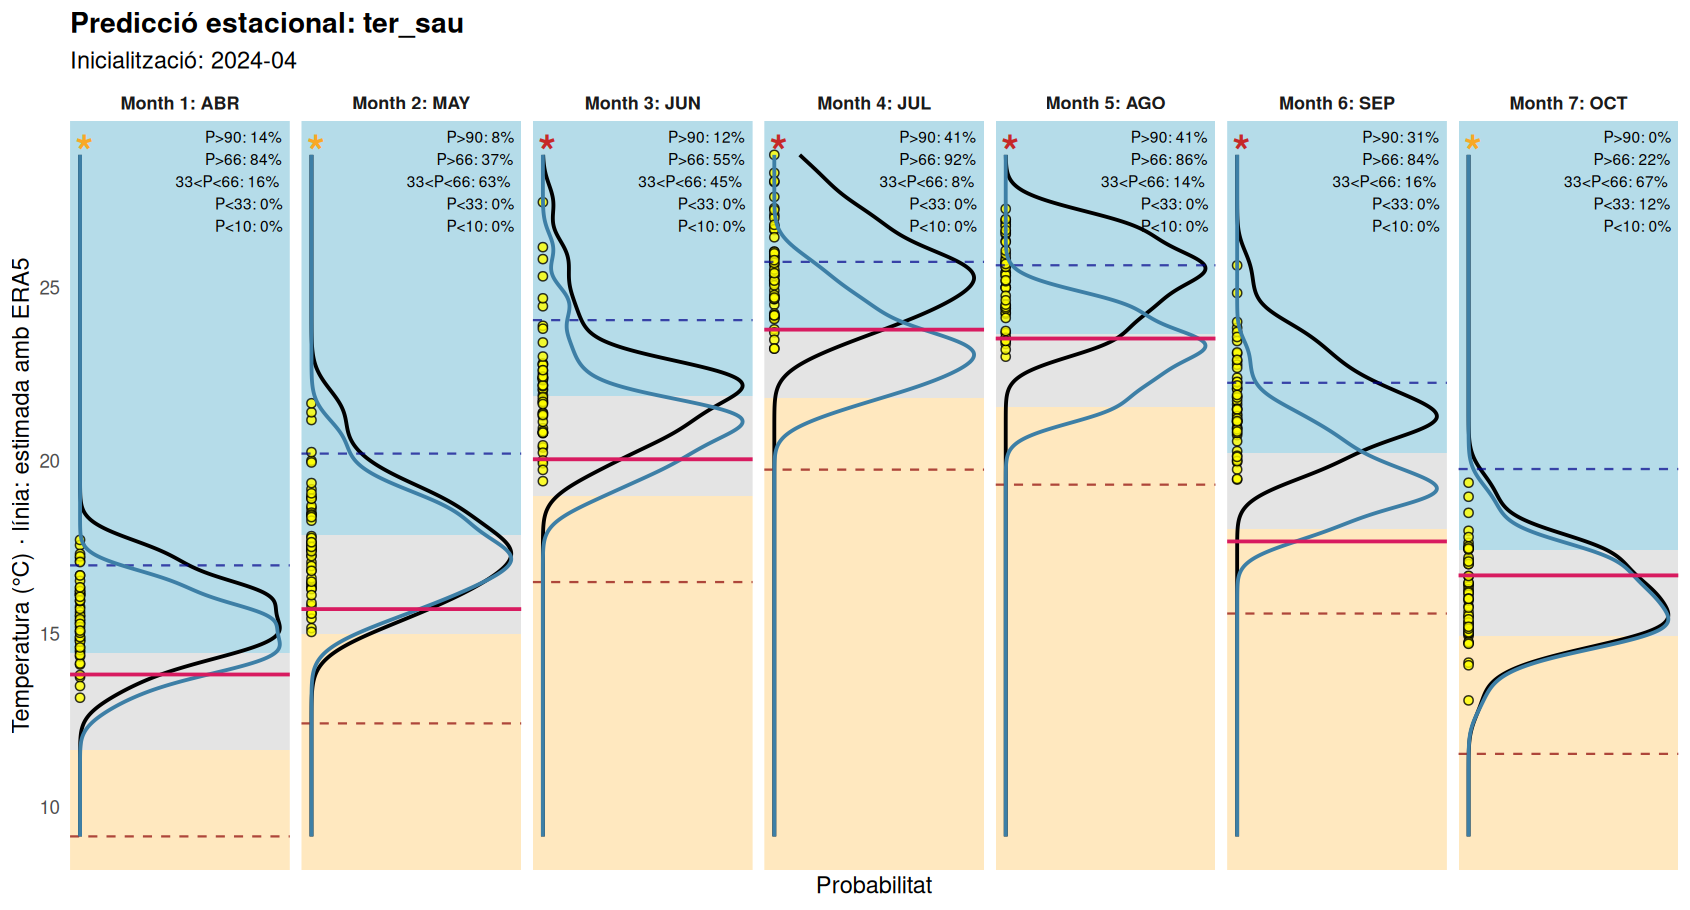 Predicció estacional: ter_sau
Inicialització: 2024-04
Month 1: ABR
Month 2: MAY
Month 3: JUN
Month 4: JUL
Month 5: AGO
Month 6: SEP
Month 7: OCT
*
P>90: 14%
P>66: 84%
33<P<66: 16%
P<33: 0%
P<10: 0%
*
P>90: 8%
P>66: 37%
33<P<66: 63%
P<33: 0%
P<10: 0%
*
P>90: 12%
P>66: 55%
33<P<66: 45%
P<33: 0%
P<10: 0%
*
P>90: 41%
P>66: 92%
33<P<66: 8%
P<33: 0%
P<10: 0%
*
P>90: 41%
P>66: 86%
33<P<66: 14%
P<33: 0%
P<10: 0%
*
P>90: 31%
P>66: 84%
33<P<66: 16%
P<33: 0%
P<10: 0%
*
P>90: 0%
P>66: 22%
33<P<66: 67%
P<33: 12%
P<10: 0%
Temperatura (°C) · línia: estimada amb ERA5
25
20
15
10
Probabilitat